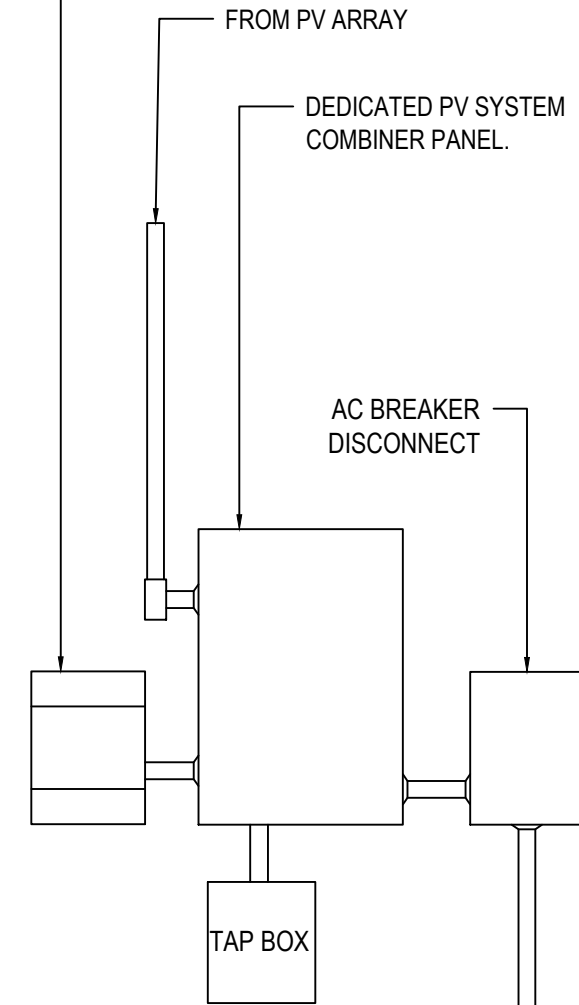 FROM PV ARRAY
DEDICATED PV SYSTEM
COMBINER PANEL.
AC BREAKER
DISCONNECT
TAP BOX